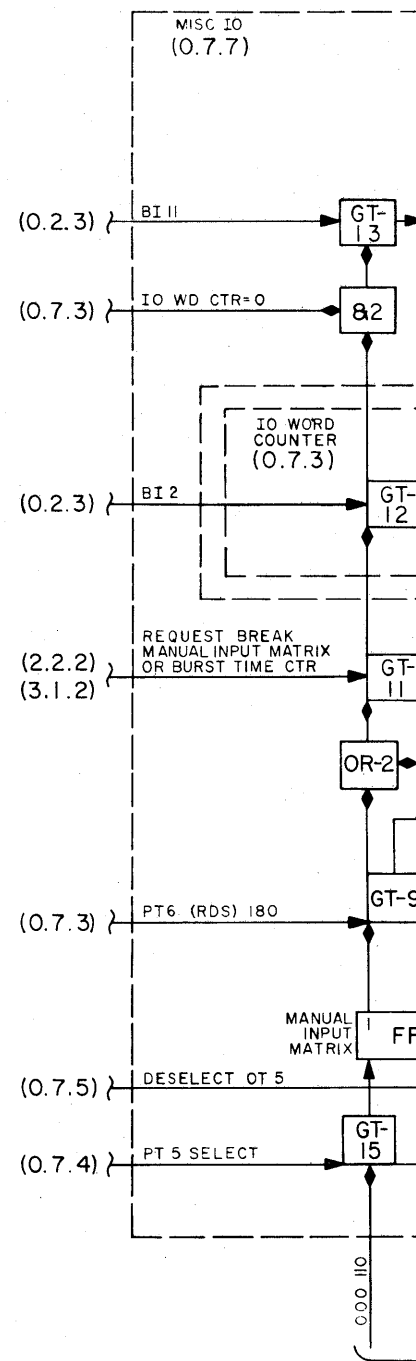 MISC IO
(0.7.7)
(0.2.3) BI 11
GT-
13
(0.7.3) IO WD CTR=0
&2
IO WORD
COUNTER
(0.7.3)
(0.2.3) BI 2
GT-
12
(2.2.2)
(3.1.2)
REQUEST BREAK
MANUAL INPUT MATRIX
OR BURST TIME CTR
GT-
11
OR-2
GT-9
(0.7.3) PT6 (RDS) 180
MANUAL
INPUT
MATRIX
1 FF
(0.7.5) DESELECT OT 5
GT-
15
(0.7.4) PT 5 SELECT
000 110